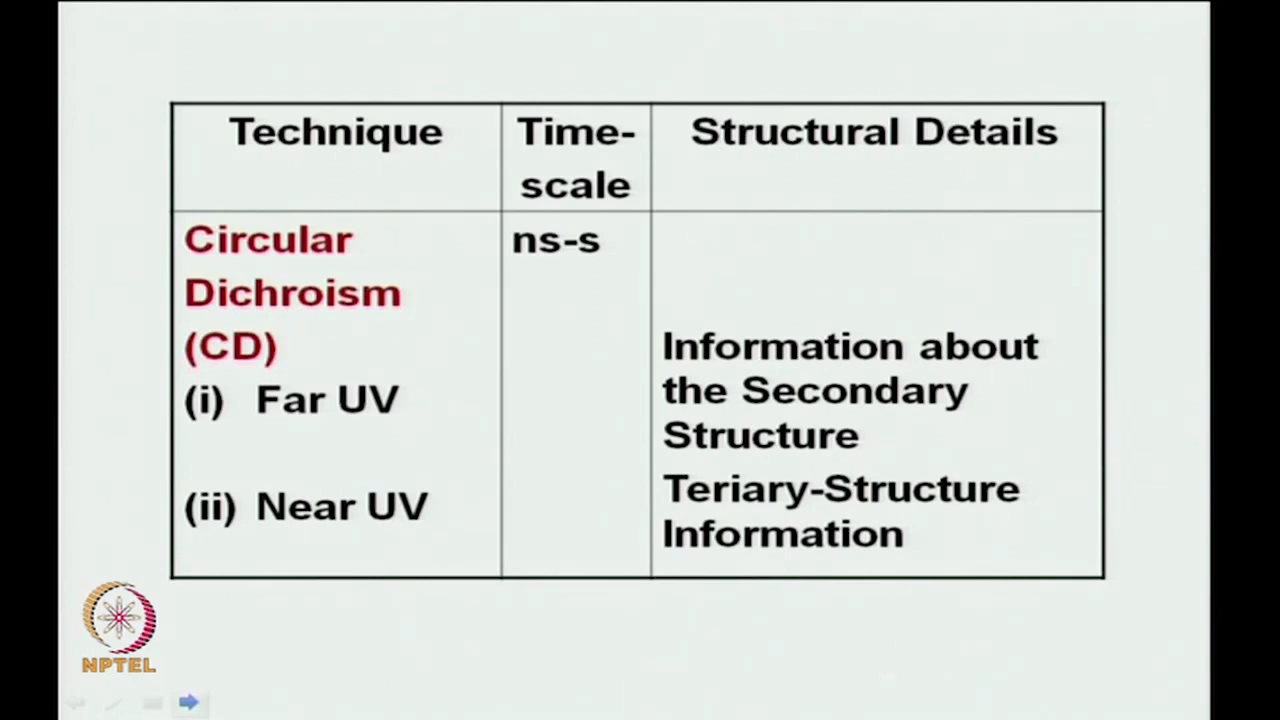 Technique
Time-
scale
Structural Details
Circular
Dichroism
(CD)
(i) Far UV
(ii) Near UV
ns-s
Information about
the Secondary
Structure
Teriary-Structure
Information
NPTEL